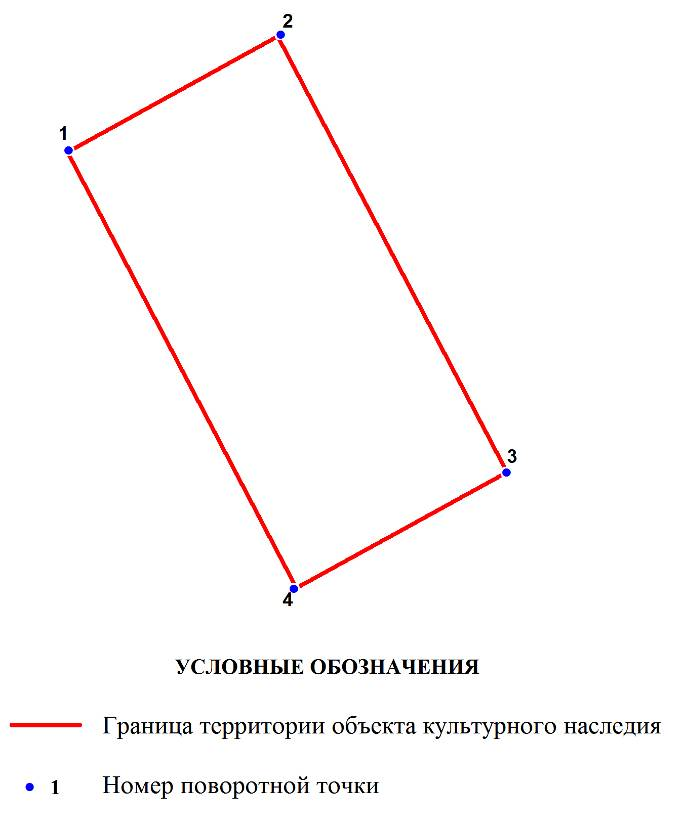 2
1
3
4
УСЛОВНЫЕ ОБОЗНАЧЕНИЯ
Граница территории объекта культурного наследия
1 Номер поворотной точки